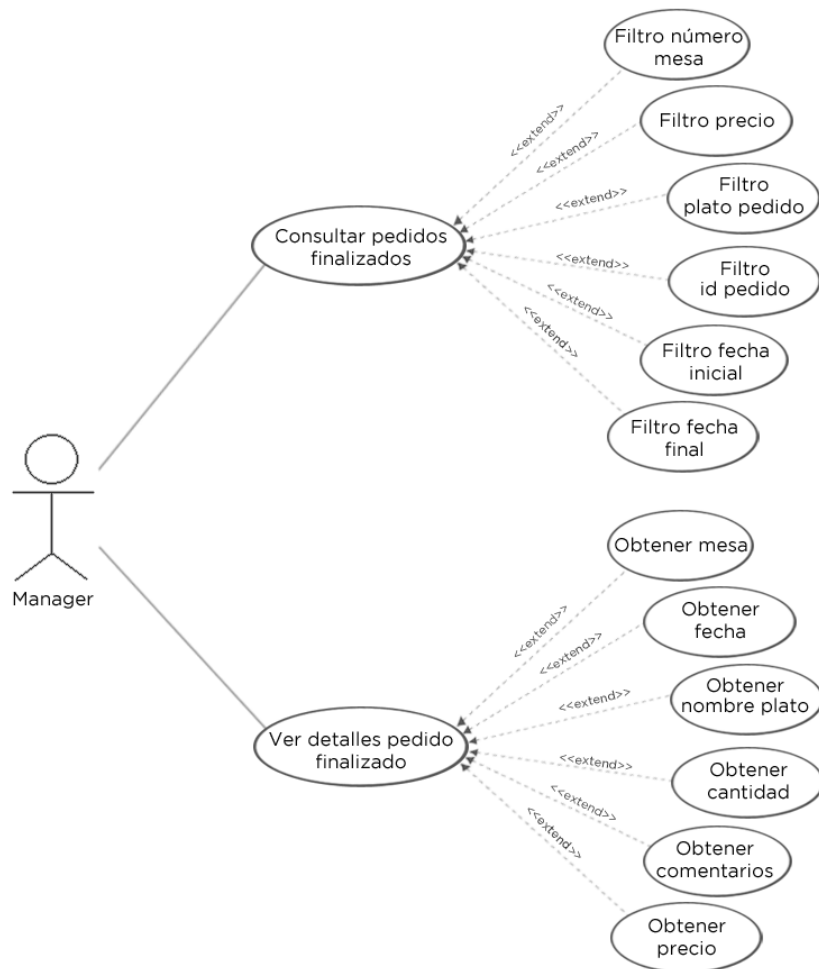 Filtro número
mesa
<<extend>>
Filtro precio
<<extend>>
Filtro
plato pedido
<<extend>>
Consultar pedidos
finalizados
Filtro
id pedido
<<extend>>
Filtro fecha
inicial
<<extend>>
Filtro fecha
final
<<extend>>
Manager
Obtener mesa
<<extend>>
Obtener
fecha
<<extend>>
Obtener
nombre plato
<<extend>>
Ver detalles pedido
finalizado
Obtener
cantidad
<<extend>>
Obtener
comentarios
<<extend>>
Obtener
precio
<<extend>>